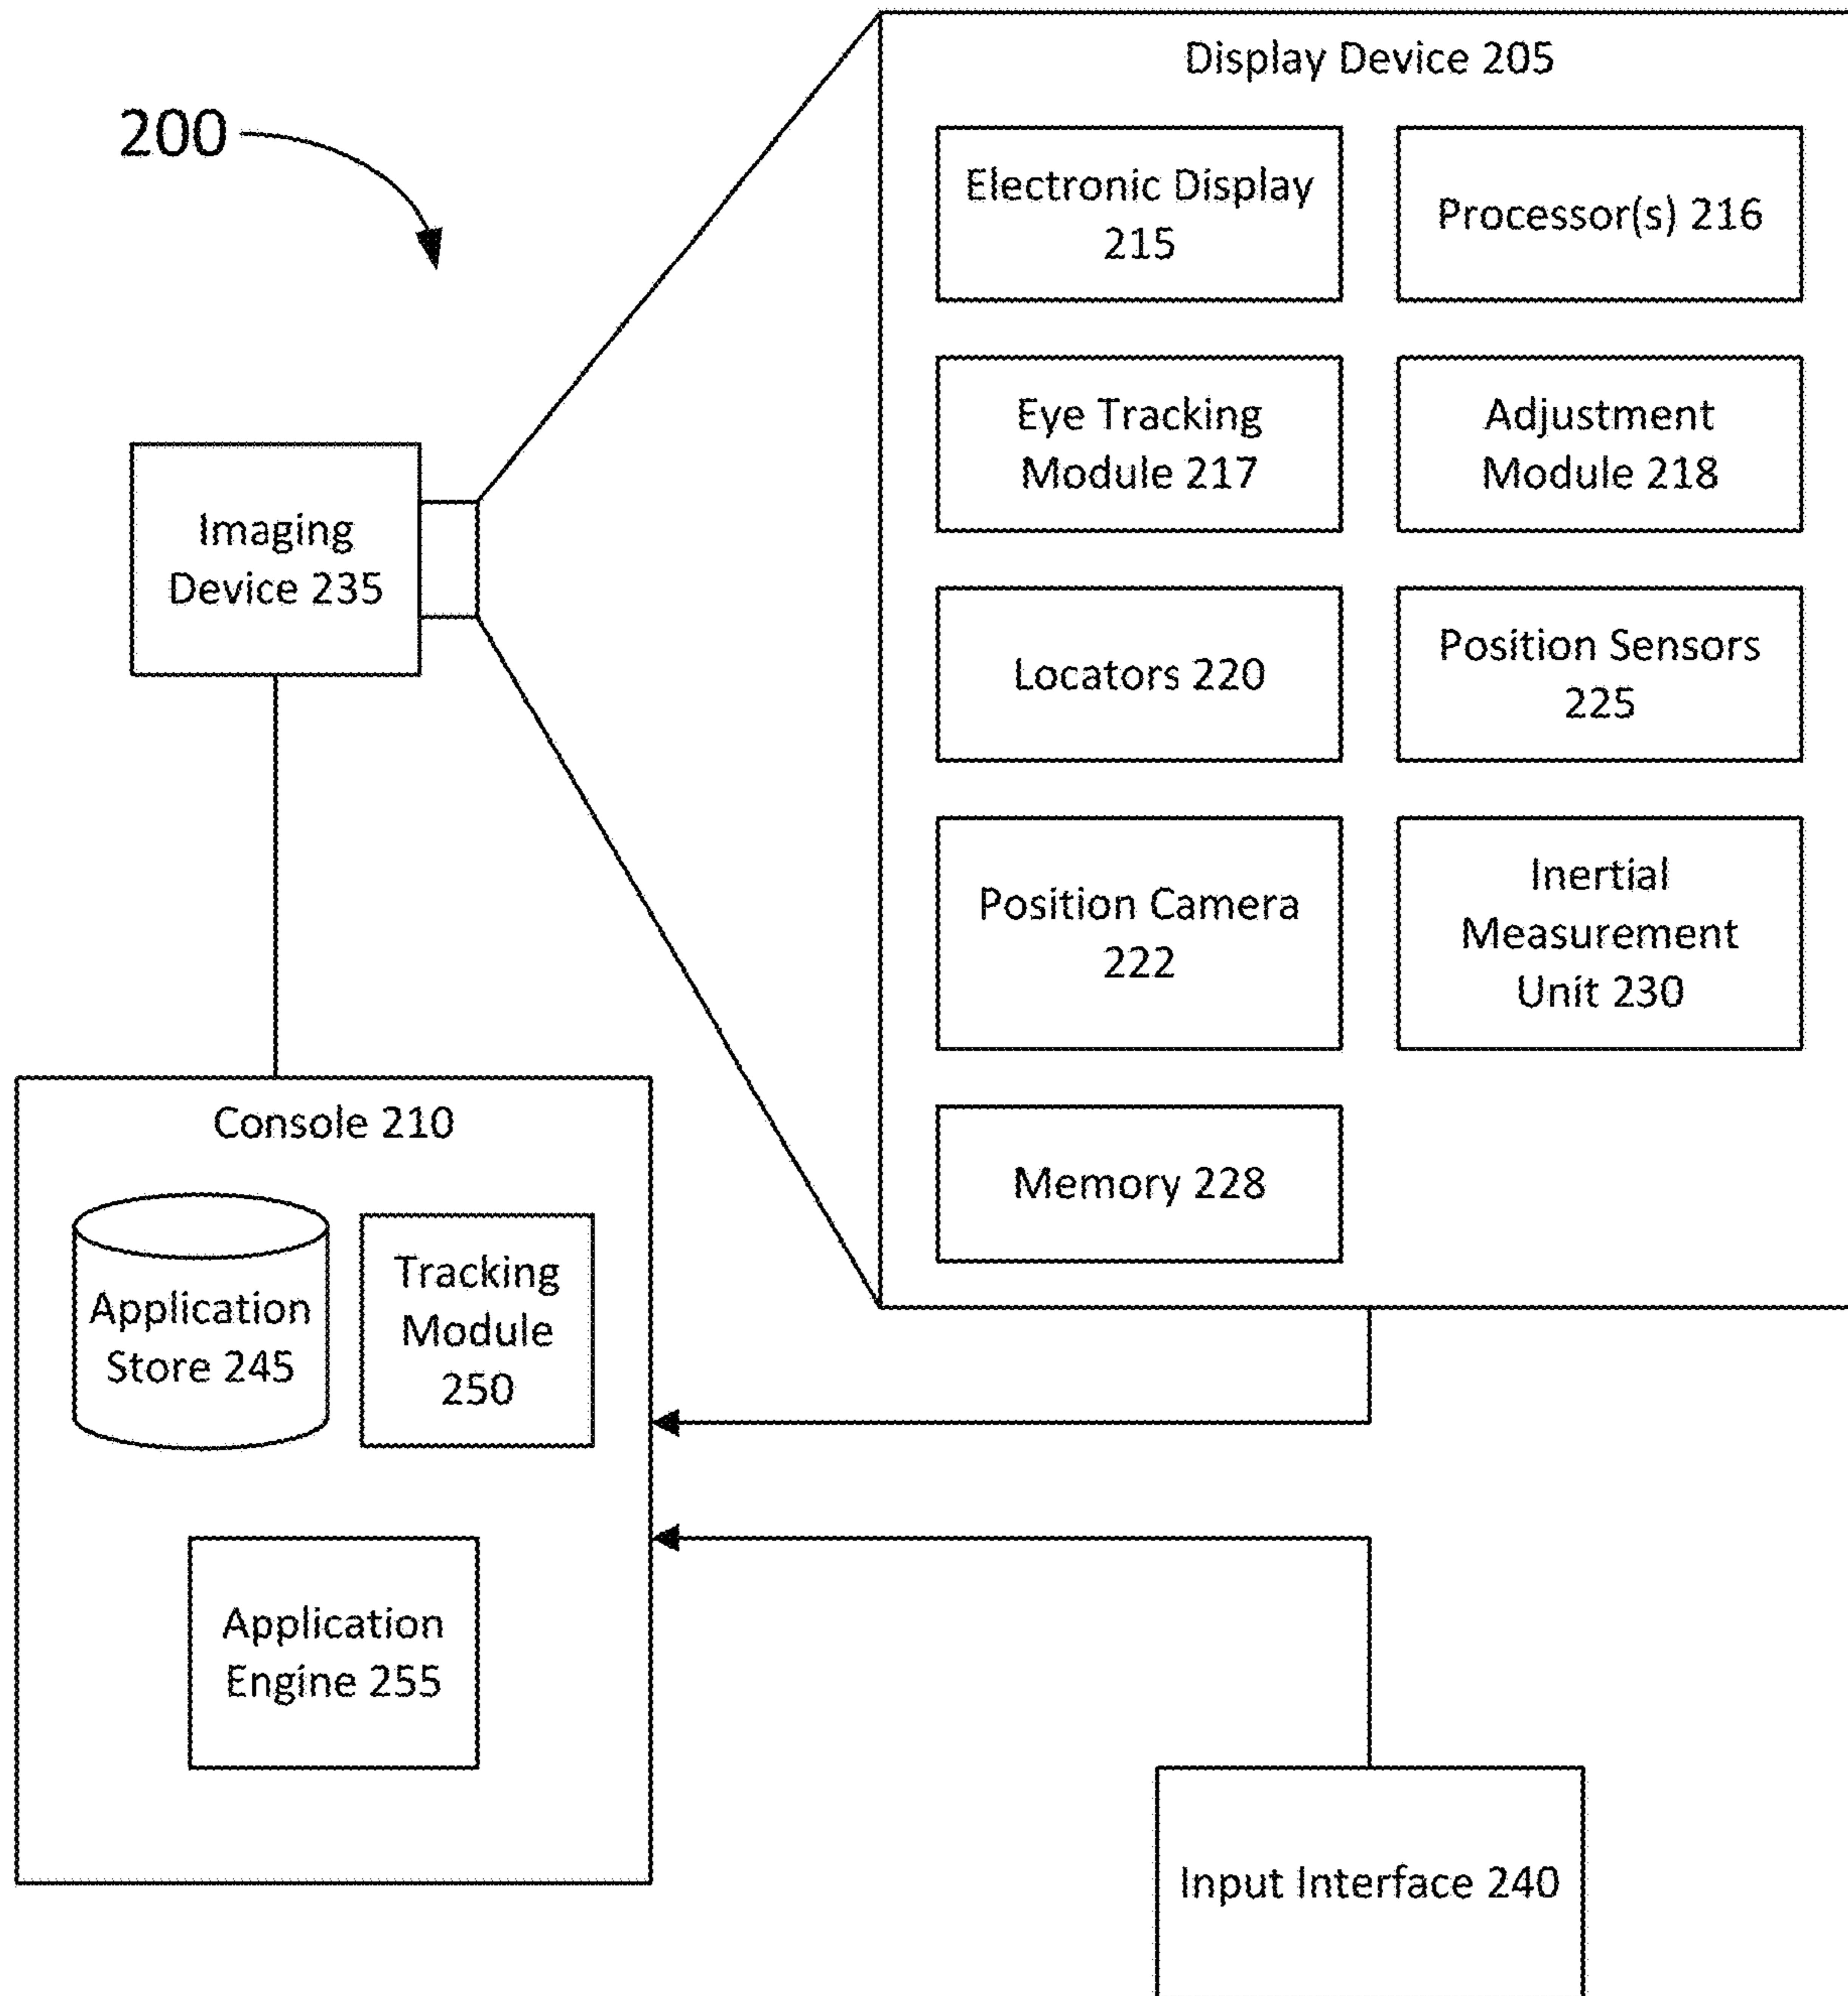 200
Display Device 205
Electronic Display
215
Processor(s) 216
Eye Tracking
Module 217
Adjustment
Module 218
Imaging
Device 235
Locators 220
Position Sensors
225
Position Camera
222
Inertial
Measurement
Unit 230
Memory 228
Console 210
Application
Store 245
Tracking
Module
250
Application
Engine 255
Input Interface 240